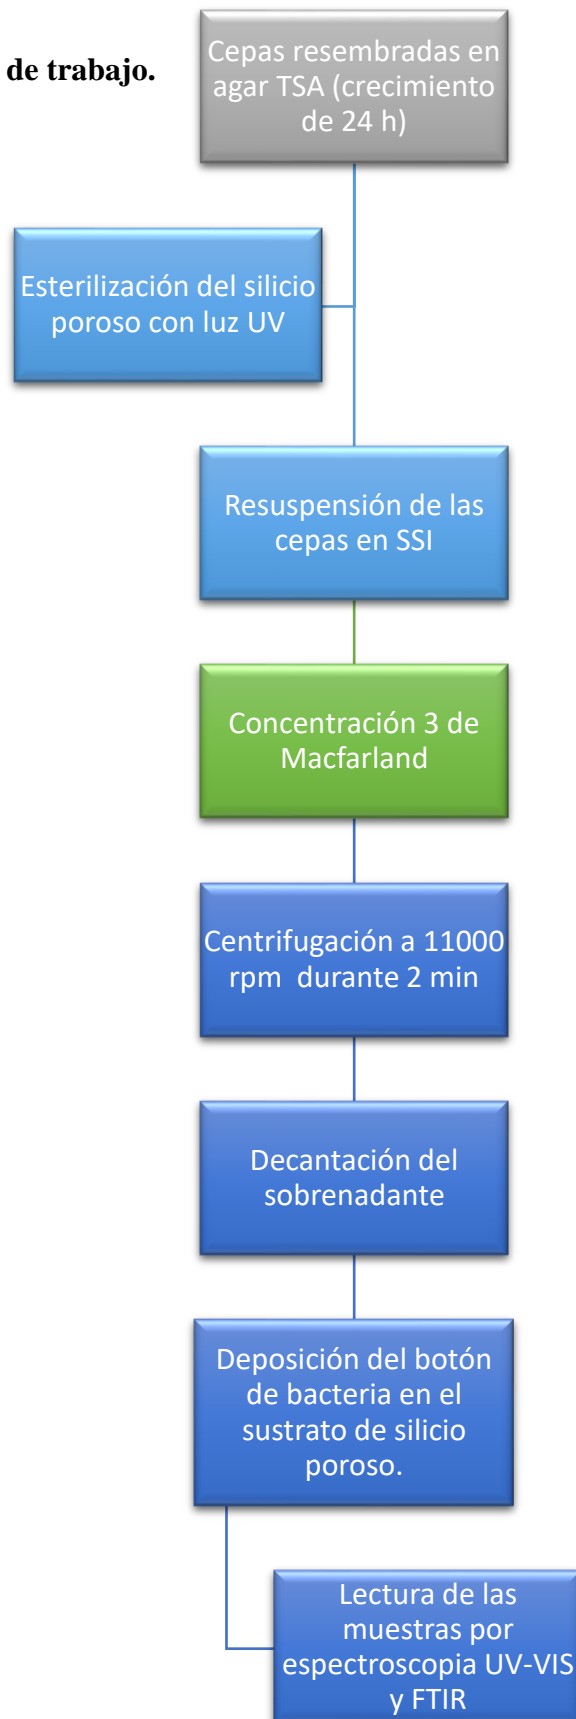 de trabajo.
Cepas resembradas en
agar TSA (crecimiento
de 24 h)
Esterilización del silicio
poroso con luz UV
Resuspensión de las
cepas en SSI
Concentración 3 de
Macfarland
Centrifugación a 11000
rpm  durante 2 min
Decantación del
sobrenadante
Deposición del botón
de bacteria en el
sustrato de silicio
poroso.
Lectura de las
muestras por
espectroscopia UV-VIS
y FTIR